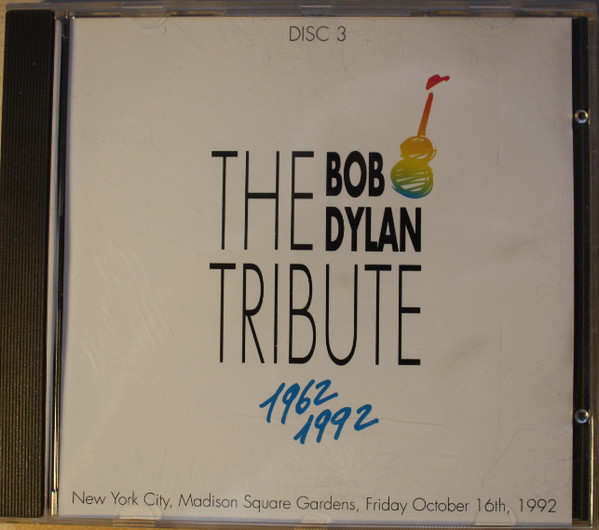 DISC 3
THE BOB
DYLAN
TRIBUTE
1962
1992
New York City, Madison Square Gardens, Friday October 16th, 1992